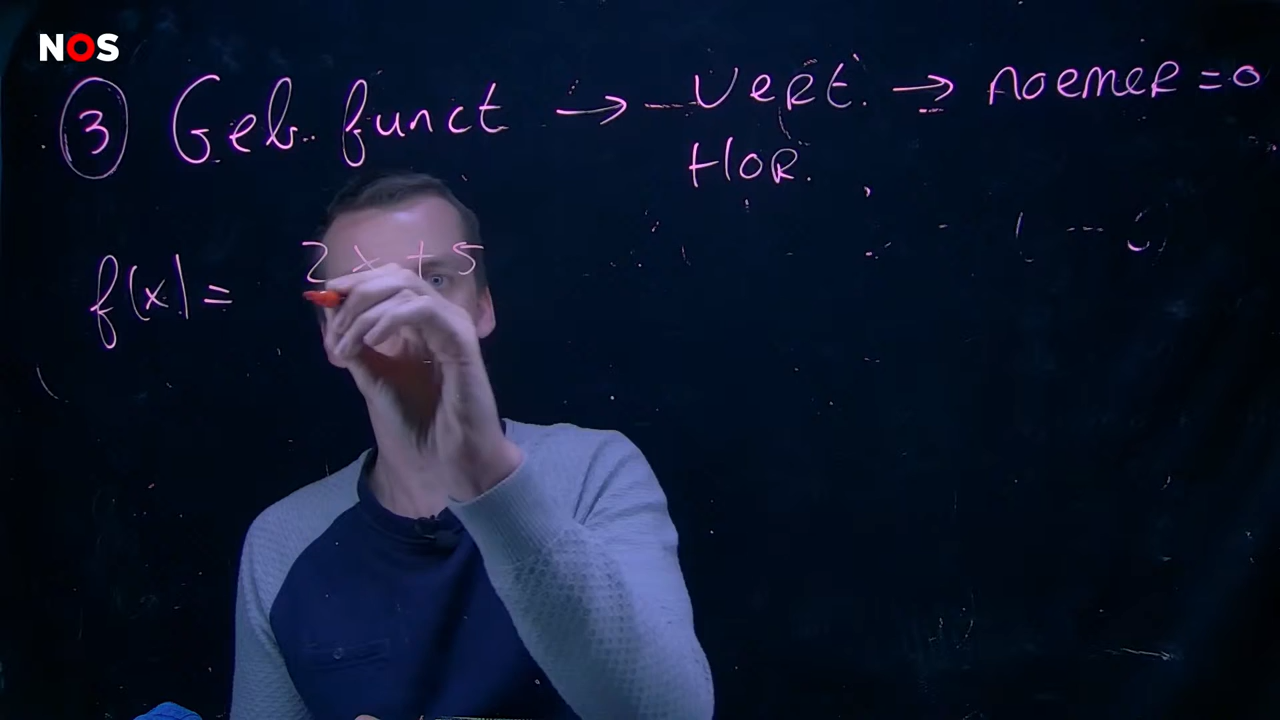 NOS
③ Geb. funct → Vert. → noemer = 0
Hor.
f(x) = 2x + 5